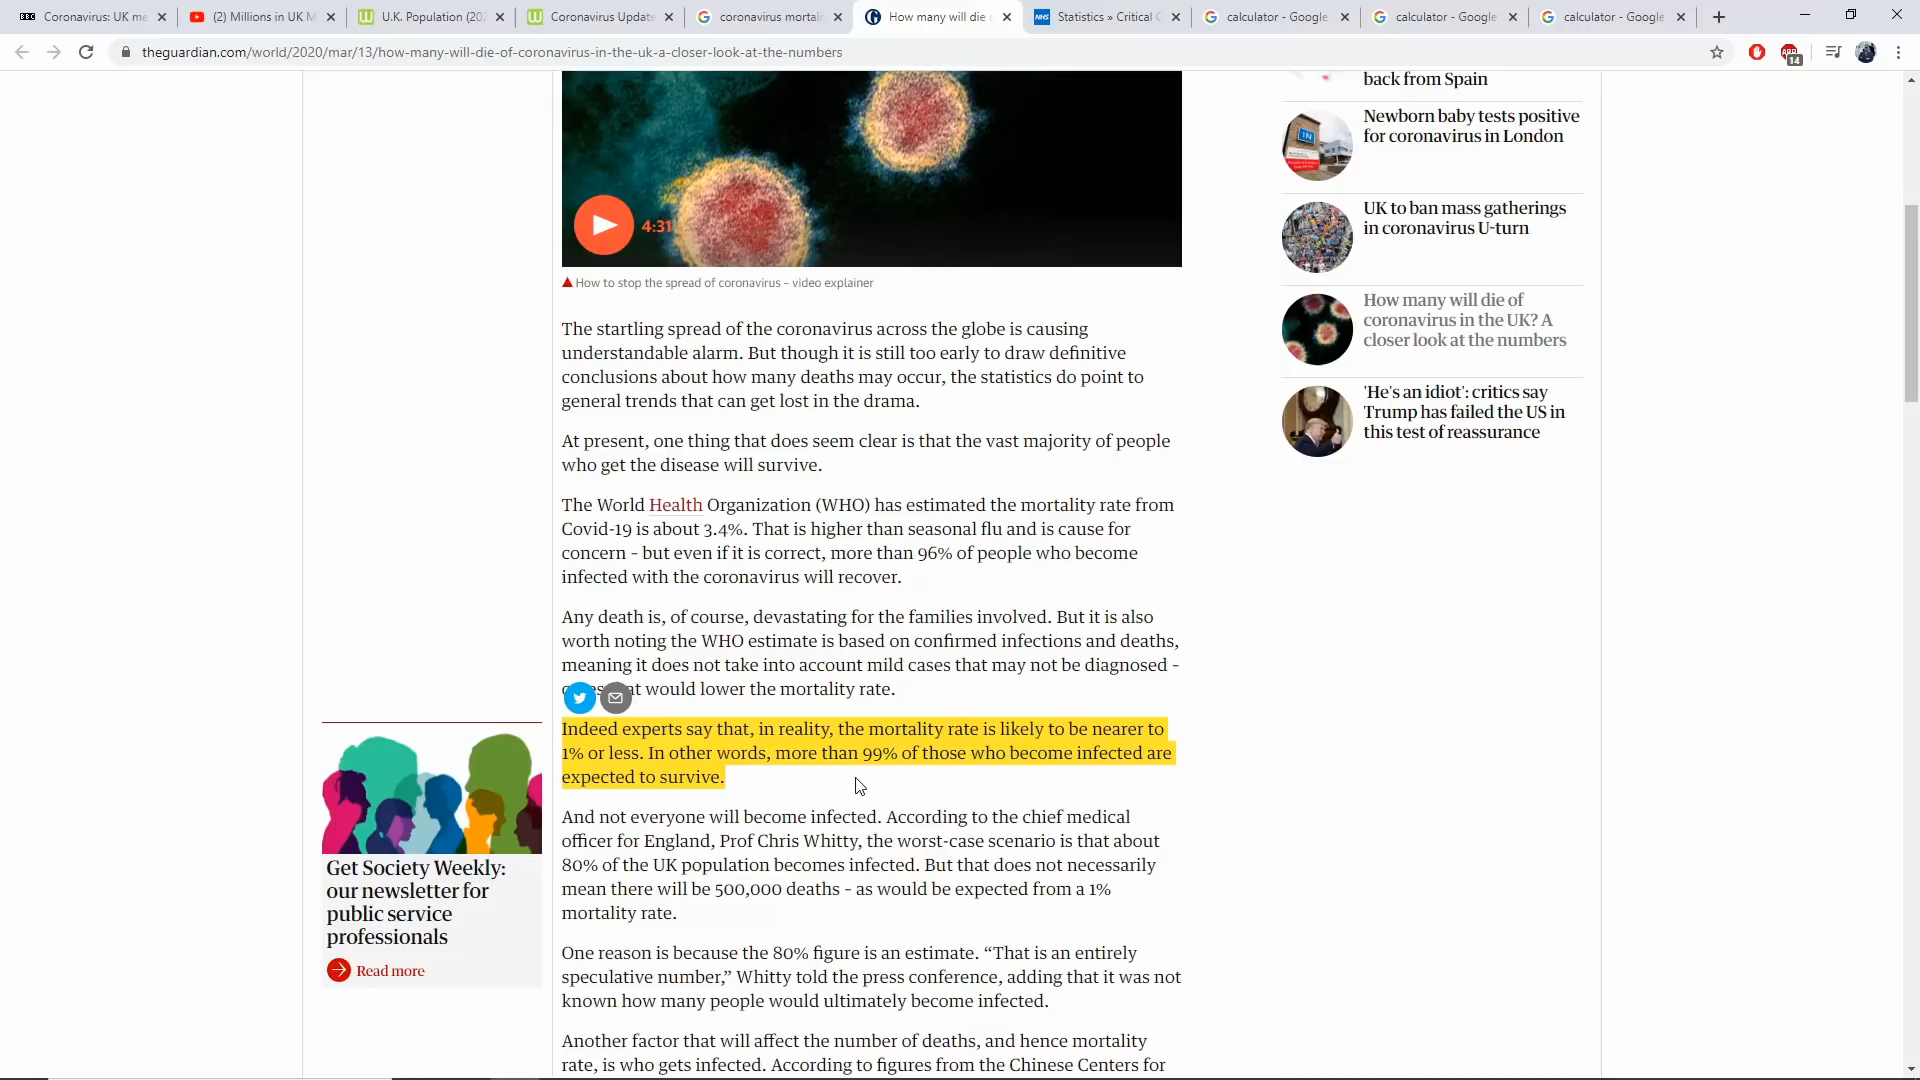 Coronavirus: UK me
(2) Millions in UK M
U.K. Population (202
Coronavirus Update
coronavirus mortali
How many will die o
Statistics » Critical C
calculator - Google
calculator - Google
calculator - Google
theguardian.com/world/2020/mar/13/how-many-will-die-of-coronavirus-in-the-uk-a-closer-look-at-the-numbers
14
4:31
How to stop the spread of coronavirus – video explainer
The startling spread of the coronavirus across the globe is causing
understandable alarm. But though it is still too early to draw definitive
conclusions about how many deaths may occur, the statistics do point to
general trends that can get lost in the drama.
At present, one thing that does seem clear is that the vast majority of people
who get the disease will survive.
The World Health Organization (WHO) has estimated the mortality rate from
Covid-19 is about 3.4%. That is higher than seasonal flu and is cause for
concern – but even if it is correct, more than 96% of people who become
infected with the coronavirus will recover.
Any death is, of course, devastating for the families involved. But it is also
worth noting the WHO estimate is based on confirmed infections and deaths,
meaning it does not take into account mild cases that may not be diagnosed –
would lower the mortality rate.
Indeed experts say that, in reality, the mortality rate is likely to be nearer to
1% or less. In other words, more than 99% of those who become infected are
expected to survive.
And not everyone will become infected. According to the chief medical
officer for England, Prof Chris Whitty, the worst-case scenario is that about
80% of the UK population becomes infected. But that does not necessarily
mean there will be 500,000 deaths – as would be expected from a 1%
mortality rate.
One reason is because the 80% figure is an estimate. “That is an entirely
speculative number,” Whitty told the press conference, adding that it was not
known how many people would ultimately become infected.
Another factor that will affect the number of deaths, and hence mortality
rate, is who gets infected. According to figures from the Chinese Centers for
Get Society Weekly:
our newsletter for
public service
professionals
Read more
back from Spain
Newborn baby tests positive
for coronavirus in London
UK to ban mass gatherings
in coronavirus U-turn
How many will die of
coronavirus in the UK? A
closer look at the numbers
'He's an idiot': critics say
Trump has failed the US in
this test of reassurance